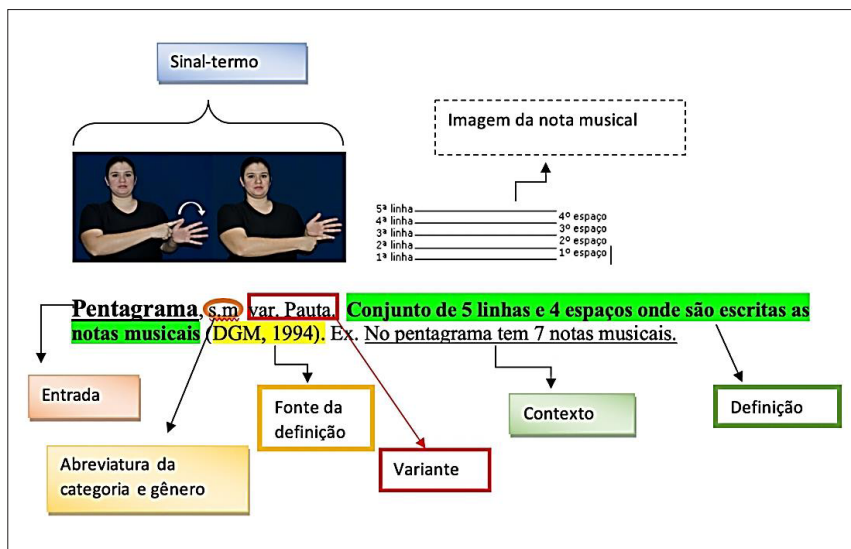 Sinal-termo
Imagem da nota musical
5ª linha
4º espaço
4ª linha
3º espaço
3ª linha
2º espaço
2ª linha
1º espaço
1ª linha
Pentagrama, s.m var. Pauta. Conjunto de 5 linhas e 4 espaços onde são escritas as
notas musicais (DGM, 1994). Ex. No pentagrama tem 7 notas musicais.
Entrada
Fonte da
definição
Contexto
Definição
Abreviatura da
categoria e gênero
Variante